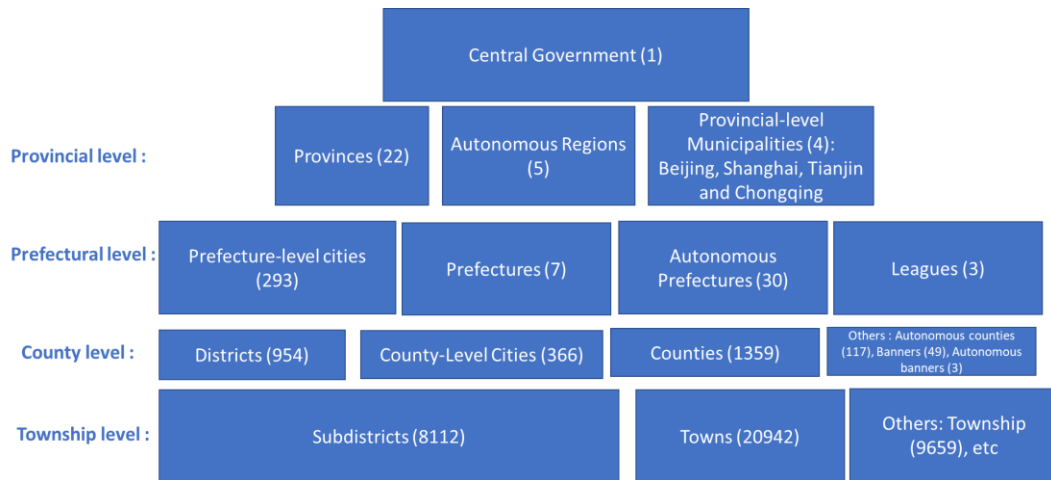 Central Government (1)
Provincial level :
Provinces (22)
Autonomous Regions
(5)
Provincial-level
Municipalities (4):
Beijing, Shanghai, Tianjin
and Chongqing
Prefectural level :
Prefecture-level cities
(293)
Prefectures (7)
Autonomous
Prefectures (30)
Leagues (3)
County level :
Districts (954)
County-Level Cities (366)
Counties (1359)
Others : Autonomous counties
(117), Banners (49), Autonomous
banners (3)
Township level :
Subdistricts (8112)
Towns (20942)
Others: Township
(9659), etc